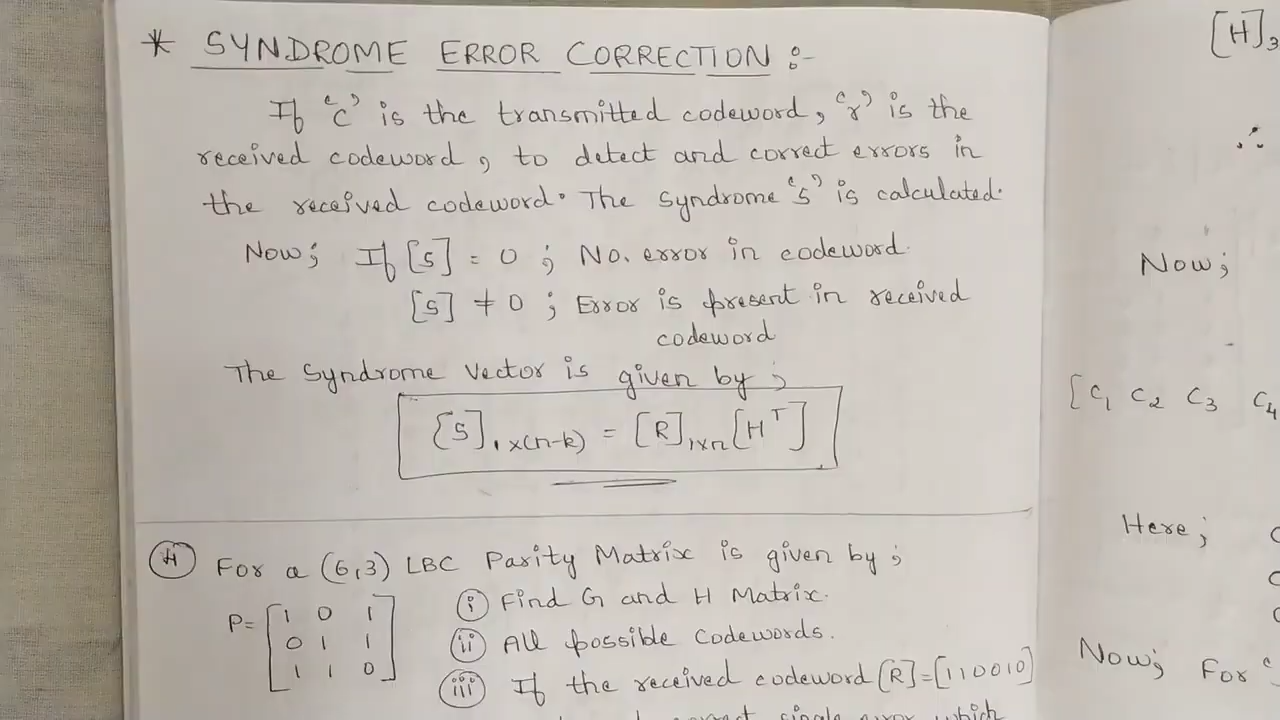 * SYNDROME ERROR CORRECTION :-
If 'c' is the transmitted codeword, 'r' is the
received codeword, to detect and correct errors in
the received codeword. The syndrome 's' is calculated.
Now; If [S] = 0 ; No. error in codeword.
[S] ≠ 0 ; Error is present in received
codeword
The Syndrome Vector is given by ;
[S]1×(n-k) = [R]1×n [H^T]
(4) For a (6,3) LBC Parity Matrix is given by ;
P= [1 0 1
0 1 1
1 1 0]
(i) Find G and H Matrix.
(ii) All possible Codewords.
(iii) If the received codeword [R]=[110010]
single error which
[H]3
∴
Now;
[C1 C2 C3 C4
Here;
Now; For